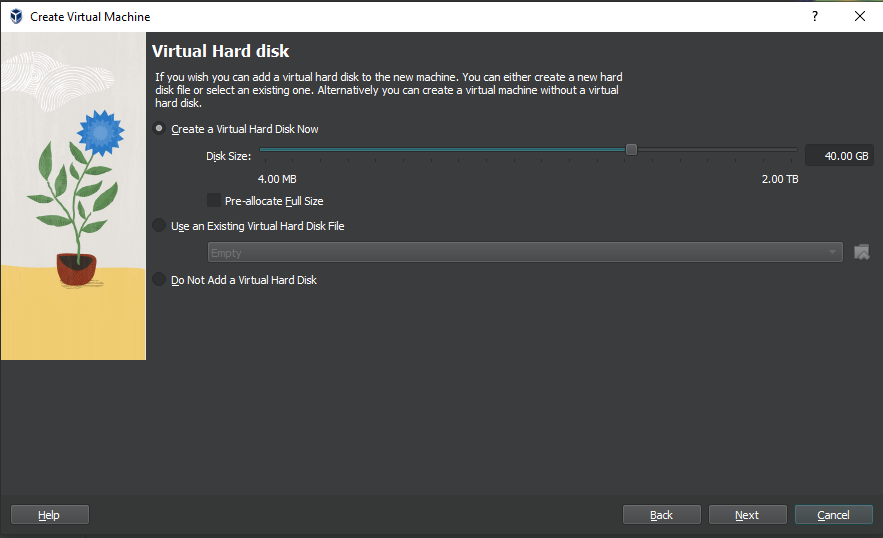 Create Virtual Machine
?
Virtual Hard disk
If you wish you can add a virtual hard disk to the new machine. You can either create a new hard
disk file or select an existing one. Alternatively you can create a virtual machine without a virtual
hard disk.
Create a Virtual Hard Disk Now
Disk Size:
40.00 GB
4.00 MB
2.00 TB
Pre-allocate Full Size
Use an Existing Virtual Hard Disk File
Empty
Do Not Add a Virtual Hard Disk
Help
Back
Next
Cancel